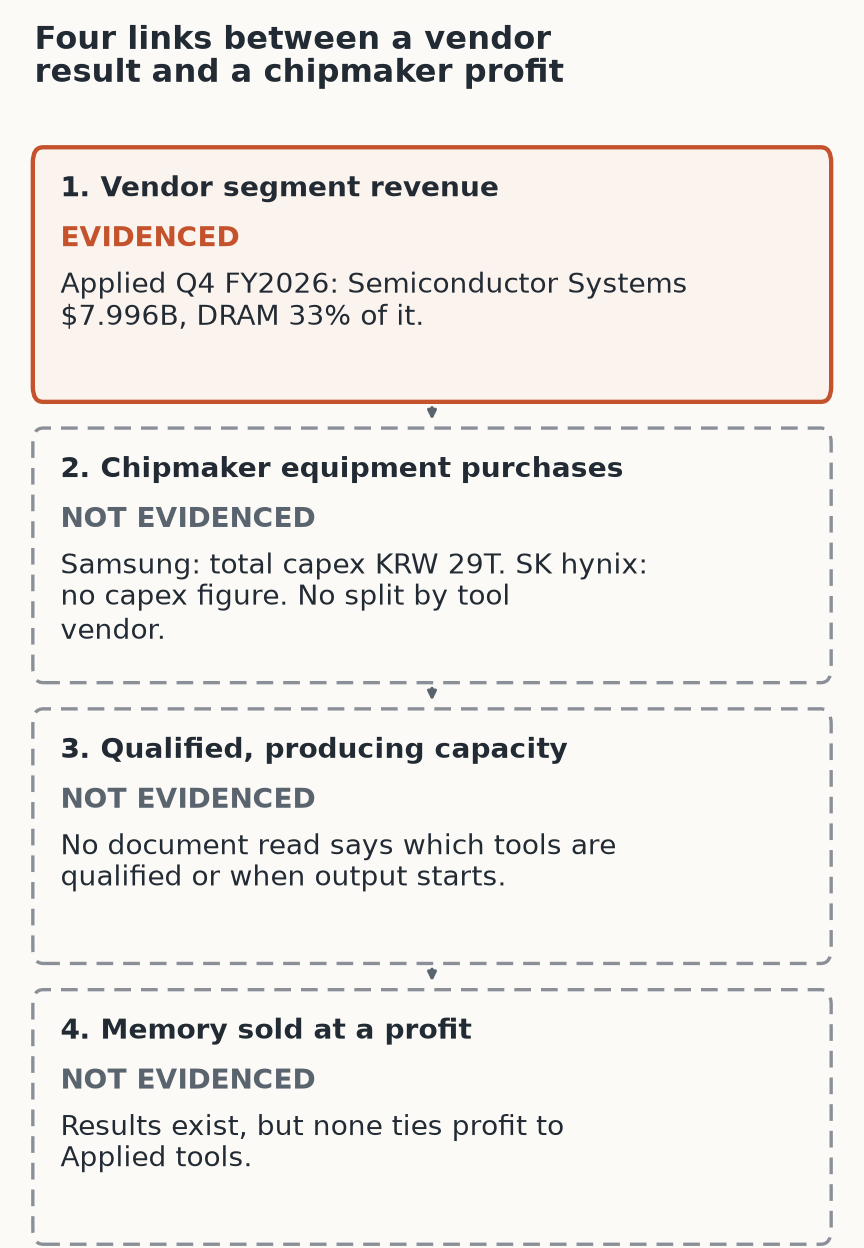 Four links between a vendor
result and a chipmaker profit
1. Vendor segment revenue
EVIDENCED
Applied Q4 FY2026: Semiconductor Systems
$7.996B, DRAM 33% of it.
2. Chipmaker equipment purchases
NOT EVIDENCED
Samsung: total capex KRW 29T. SK hynix:
no capex figure. No split by tool
vendor.
3. Qualified, producing capacity
NOT EVIDENCED
No document read says which tools are
qualified or when output starts.
4. Memory sold at a profit
NOT EVIDENCED
Results exist, but none ties profit to
Applied tools.